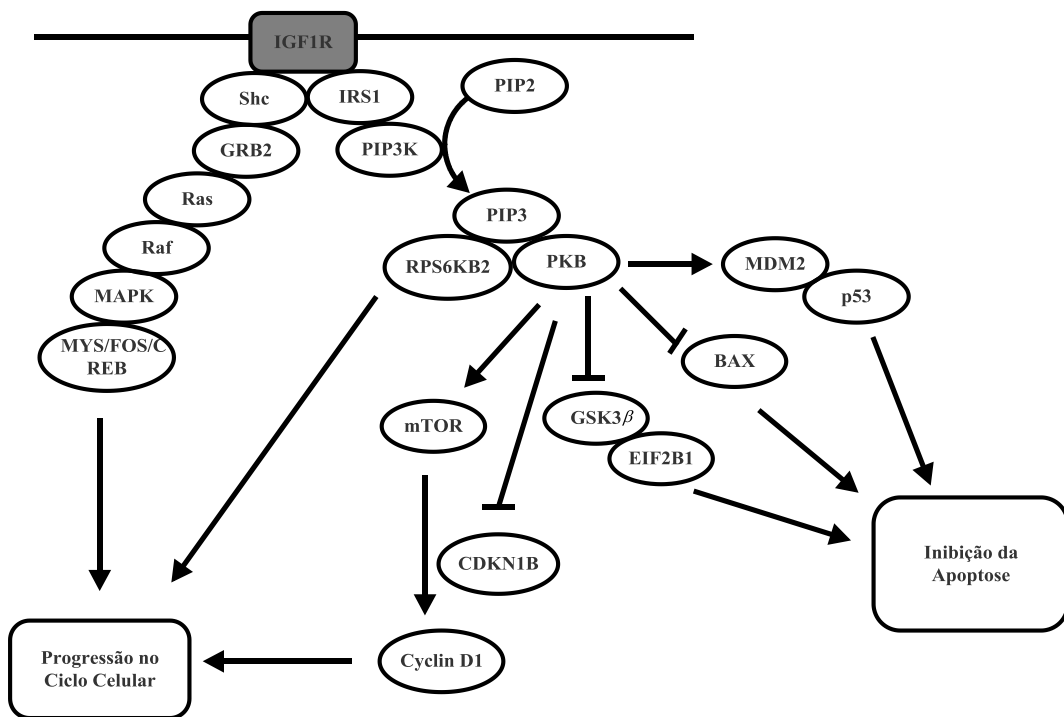 IGF1R
Shc
IRS1
PIP2
GRB2
PIP3K
Ras
PIP3
Raf
RPS6KB2
PKB
MDM2
MAPK
p53
MYS/FOS/C
REB
BAX
mTOR
GSK3β
EIF2B1
CDKN1B
Inibição da
Apoptose
Progressão no
Ciclo Celular
Cyclin D1